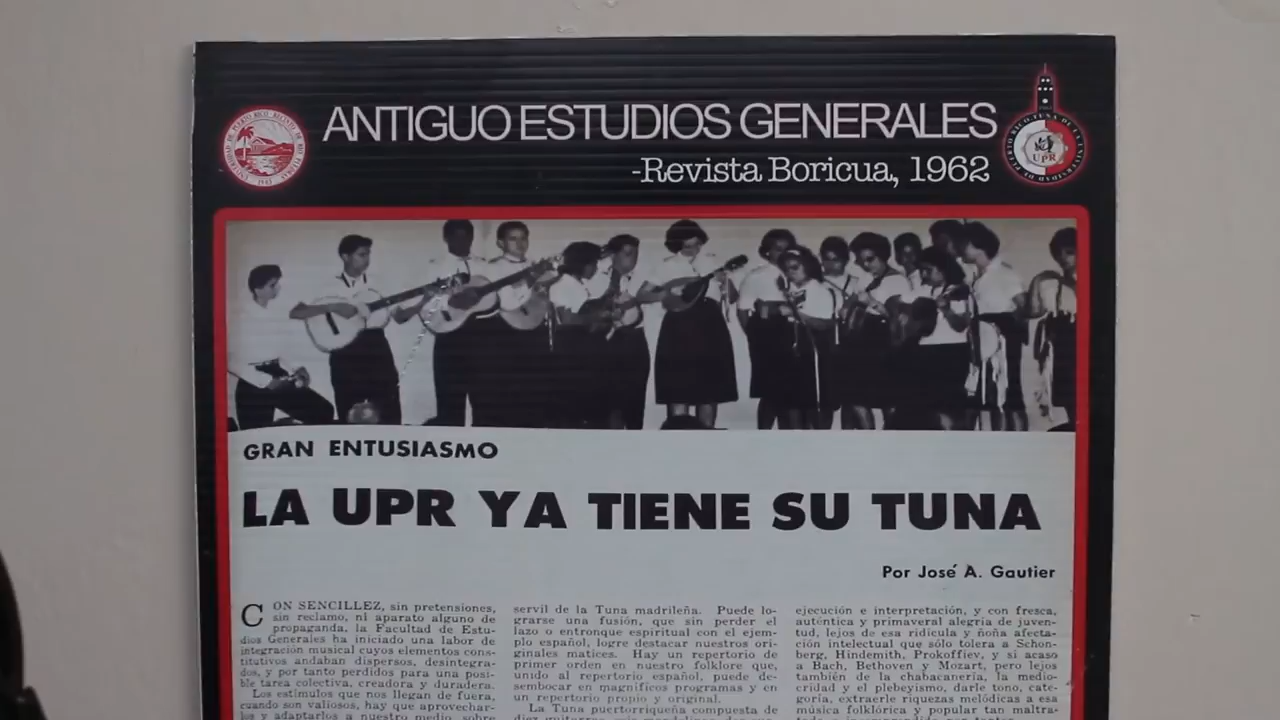 ANTIGUO ESTUDIOS GENERALES
-Revista Boricua, 1962
UPR
GRAN ENTUSIASMO
LA UPR YA TIENE SU TUNA
Por José A. Gautier
CON SENCILLEZ, sin pretensiones,
sin reclamo, ni aparato alguno de
propaganda, la Facultad de Estu-
dios Generales ha iniciado una labor de
integración musical cuyos elementos cons-
titutivos andaban dispersos, desintegra-
dos, y por tanto perdidos para una posi-
ble tarea colectiva, creadora y duradera.
Los estímulos que nos llegan de fuera,
cuando son valiosos, hay que aprovechar-
los y adaptarlos a nuestro medio sobre
servil de la Tuna madrileña. Puede lo-
grarse una fusión, que sin perder el
lazo o entronque espiritual con el ejem-
plo español, logre destacar nuestros ori-
ginales matices. Hay un repertorio de
primer orden en nuestro folklore que,
unido al repertorio español, puede de-
sembocar en magníficos programas y en
un repertorio propio y original.
La Tuna puertorriqueña compuesta de
ejecución e interpretación, y con fresca,
auténtica y primaveral alegría de juven-
tud, lejos de esa ridícula y ñoña afecta-
ción intelectual que sólo tolera a Schon-
berg, Hindemith, Prokoffiev, y si acaso
a Bach, Bethoven y Mozart, pero lejos
también de la chabacanería, la medio-
cridad y el plebeyismo, darle tono, cate-
goría, extraerle riquezas melódicas a esa
música folklórica y popular tan maltra-